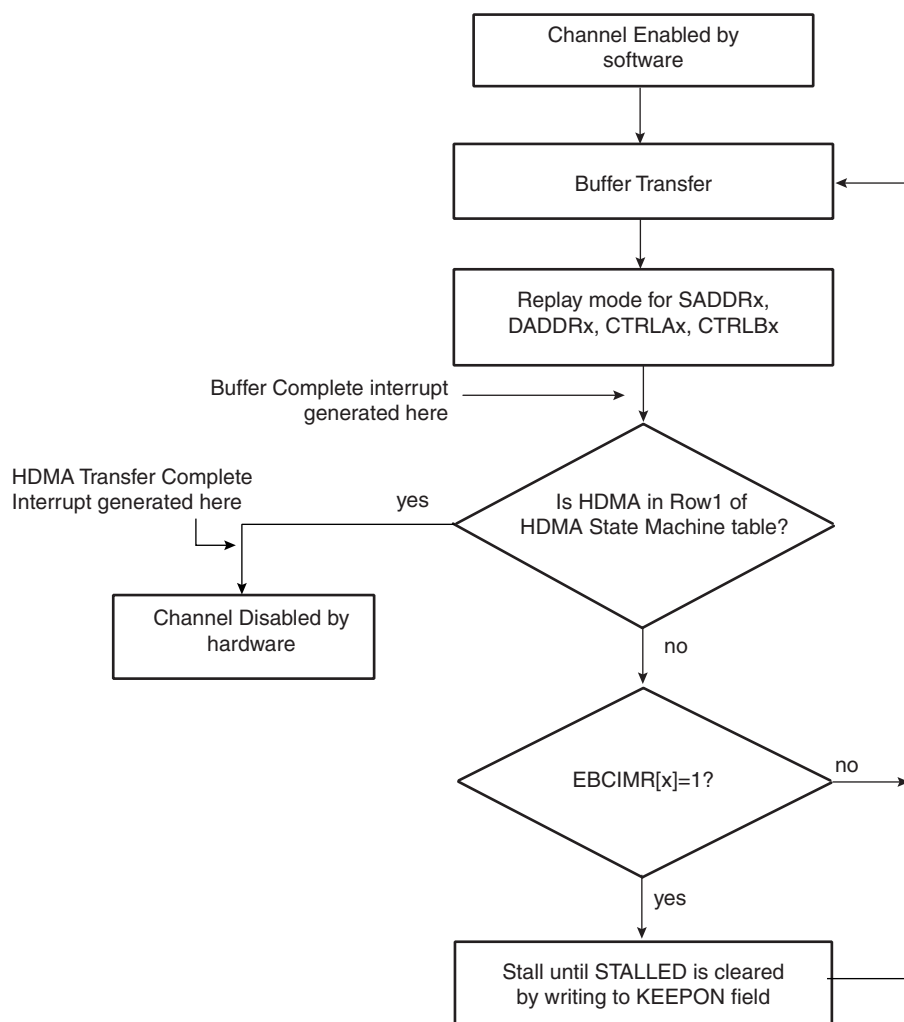 Channel Enabled by
software
Buffer Transfer
Replay mode for SADDRx,
DADDRx, CTRLAx, CTRLBx
Buffer Complete interrupt
generated here
HDMA Transfer Complete
Interrupt generated here
yes
Is HDMA in Row1 of
HDMA State Machine table?
Channel Disabled by
hardware
no
EBCIMR[x]=1?
no
yes
Stall until STALLED is cleared
by writing to KEEPON field